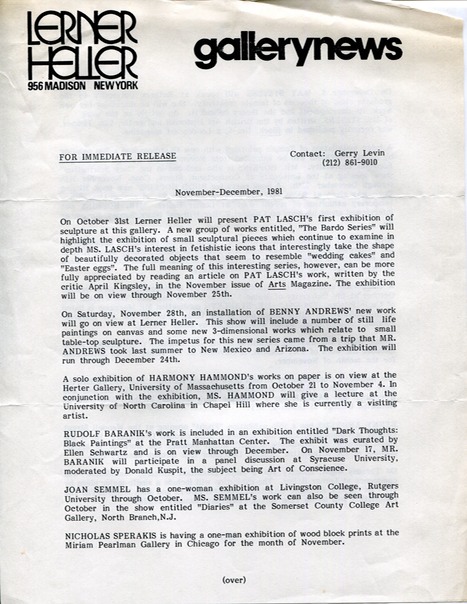 LERNER
HELLER
956 MADISON NEW YORK
gallerynews
FOR IMMEDIATE RELEASE
Contact: Gerry Levin
(212) 861-9010
November-December, 1981
On October 31st Lerner Heller will present PAT LASCH's first exhibition of
sculpture at this gallery. A new group of works entitled, "The Bardo Series" will
highlight the exhibition of small sculptural pieces which continue to examine in
depth MS. LASCH's interest in fetishistic icons that interestingly take the shape
of beautifully decorated objects that seem to resemble "wedding cakes" and
"Easter eggs". The full meaning of this interesting series, however, can be more
fully appreciated by reading an article on PAT LASCH's work, written by the
critic April Kingsley, in the November issue of Arts Magazine. The exhibition
will be on view through November 25th.
On Saturday, November 28th, an installation of BENNY ANDREWS' new work
will go on view at Lerner Heller. This show will include a number of still life
paintings on canvas and some new 3-dimensional works which relate to small
table-top sculpture. The impetus for this new series came from a trip that MR.
ANDREWS took last summer to New Mexico and Arizona. The exhibition will
run through December 24th.
A solo exhibition of HARMONY HAMMOND's works on paper is on view at the
Herter Gallery, University of Massachusetts from October 21 to November 4. In
conjunction with the exhibition, MS. HAMMOND will give a lecture at the
University of North Carolina in Chapel Hill where she is currently a visiting
artist.
RUDOLF BARANIK's work is included in an exhibition entitled "Dark Thoughts:
Black Paintings" at the Pratt Manhattan Center. The exhibit was curated by
Ellen Schwartz and is on view through December. On November 17, MR.
BARANIK will participate in a panel discussion at Syracuse University,
moderated by Donald Kuspit, the subject being Art of Conscience.
JOAN SEMMEL has a one-woman exhibition at Livingston College, Rutgers
University through October. MS. SEMMEL's work can also be seen through
October in the show entitled "Diaries" at the Somerset County College Art
Gallery, North Branch,N.J.
NICHOLAS SPERAKIS is having a one-man exhibition of wood block prints at the
Miriam Pearlman Gallery in Chicago for the month of November.
(over)